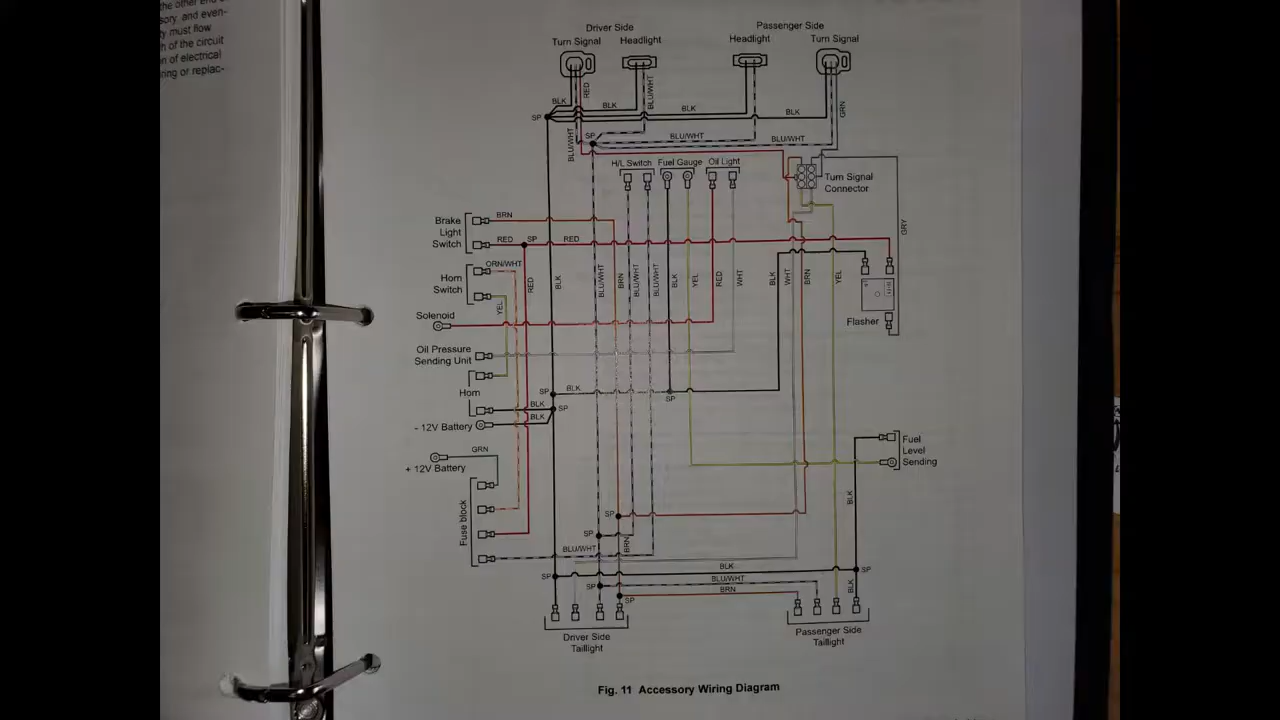 the other end
sory, and even-
ty must flow
h of the circuit
on of electrical
ring or replac-
Driver Side
Passenger Side
Turn Signal
Headlight
Headlight
Turn Signal
RED
BLU/WHT
BLK
BLK
BLK
BLK
GRN
SP
BLU/WHT
SP
BLU/WHT
BLU/WHT
H/L Switch
Fuel Gauge
Oil Light
Turn Signal
Connector
Brake
Light
Switch
BRN
RED
SP
RED
GRY
Horn
Switch
ORN/WHT
YEL
RED
BLK
BLU/WHT
BRN
BLU/WHT
BLU/WHT
BLK
YEL
RED
WHT
BLK
WHT
BRN
YEL
Flasher
Solenoid
Oil Pressure
Sending Unit
Horn
SP
BLK
SP
BLK
SP
BLK
- 12V Battery
GRN
+ 12V Battery
Fuel
Level
Sending
BLK
Fuse block
SP
SP
BLU/WHT
BRN
BLK
SP
SP
BLU/WHT
SP
BRN
BLK
SP
Driver Side
Taillight
Passenger Side
Taillight
Fig. 11 Accessory Wiring Diagram